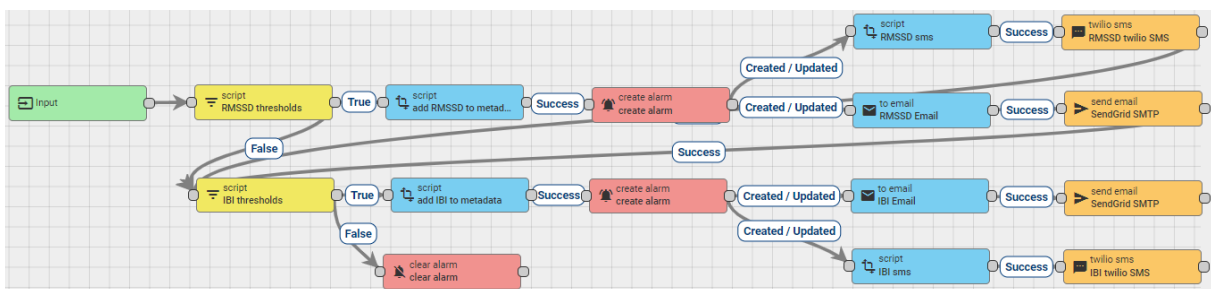 script
RMSSD sms
Success
twilio sms
RMSSD twilio SMS
Created / Updated
Input
script
RMSSD thresholds
True
script
add RMSSD to metad...
Success
create alarm
create alarm
Created / Updated
to email
RMSSD Email
Success
send email
SendGrid SMTP
False
Success
script
IBI thresholds
True
script
add IBI to metadata
Success
create alarm
create alarm
Created / Updated
to email
IBI Email
Success
send email
SendGrid SMTP
False
Created / Updated
clear alarm
clear alarm
script
IBI sms
Success
twilio sms
IBI twilio SMS